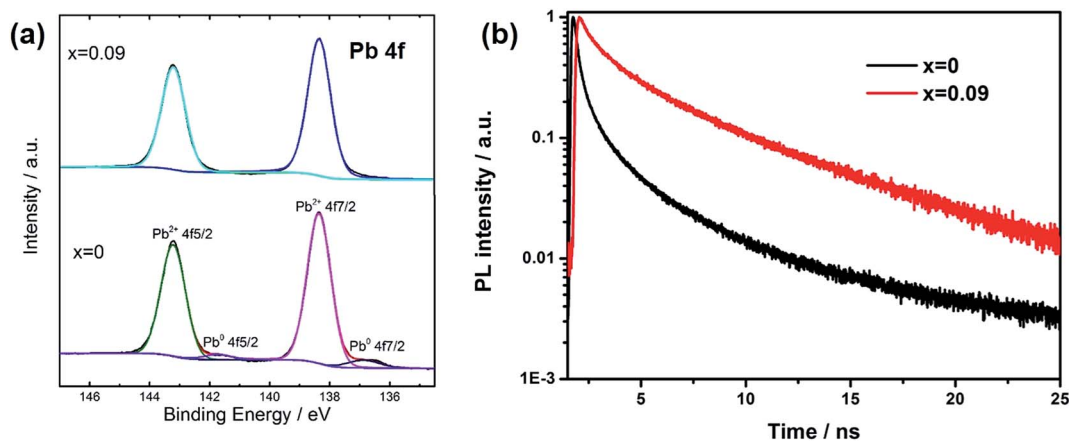 (a)
x=0.09
Pb 4f
x=0
Pb²⁺ 4f5/2
Pb²⁺ 4f7/2
Pb⁰ 4f5/2
Pb⁰ 4f7/2
Intensity / a.u.
146
144
142
140
138
136
Binding Energy / eV
(b)
x=0
x=0.09
1
0.1
0.01
1E-3
PL intensity / a.u.
5
10
15
20
25
Time / ns